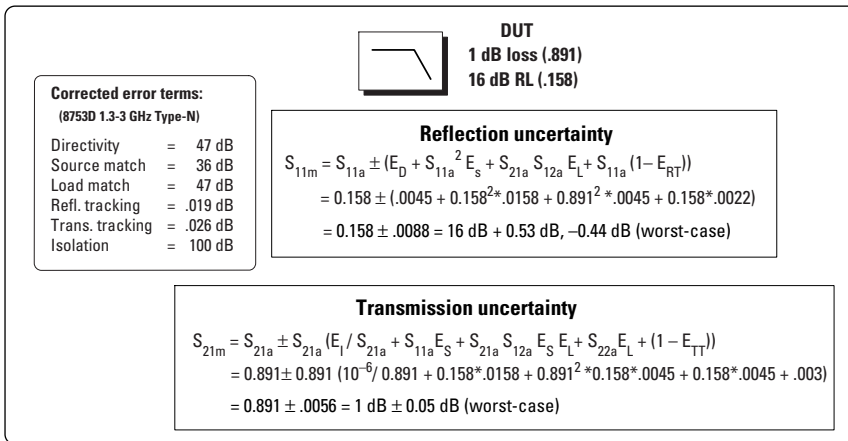 DUT
1 dB loss (.891)
16 dB RL (.158)
Corrected error terms:
(8753D 1.3-3 GHz Type-N)
Directivity = 47 dB
Source match = 36 dB
Load match = 47 dB
Refl. tracking = .019 dB
Trans. tracking = .026 dB
Isolation = 100 dB
Reflection uncertainty
S11m = S11a ± (ED + S11a² Es + S21a S12a EL + S11a (1– ERT))
= 0.158 ± (.0045 + 0.158²*.0158 + 0.891² *.0045 + 0.158*.0022)
= 0.158 ± .0088 = 16 dB + 0.53 dB, –0.44 dB (worst-case)
Transmission uncertainty
S21m = S21a ± S21a (EI / S21a + S11aES + S21a S12a ES EL + S22aEL + (1 – ETT))
= 0.891± 0.891 (10⁻⁶/ 0.891 + 0.158*.0158 + 0.891² *0.158*.0045 + 0.158*.0045 + .003)
= 0.891 ± .0056 = 1 dB ± 0.05 dB (worst-case)